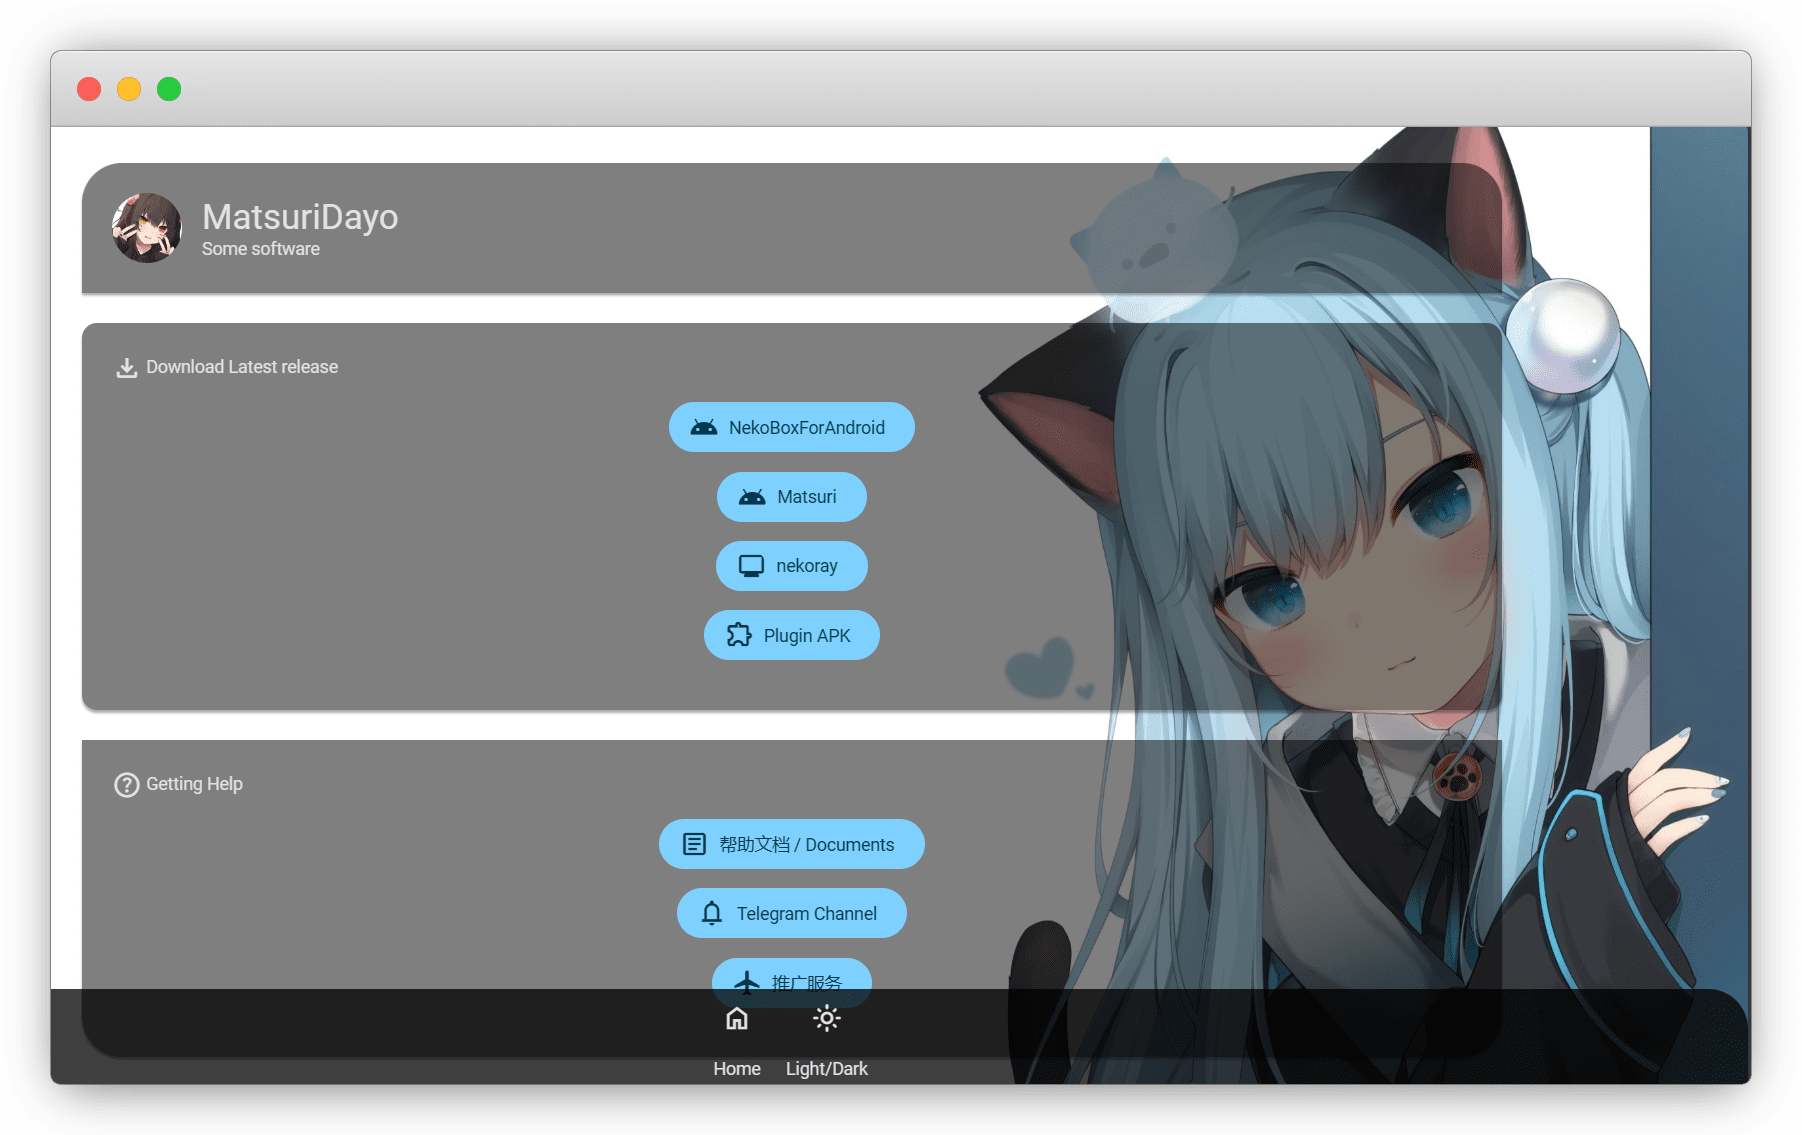 MatsuriDayo
Some software
Download Latest release
NekoBoxForAndroid
Matsuri
nekoray
Plugin APK
Getting Help
帮助文档 / Documents
Telegram Channel
推广服务
Home
Light/Dark